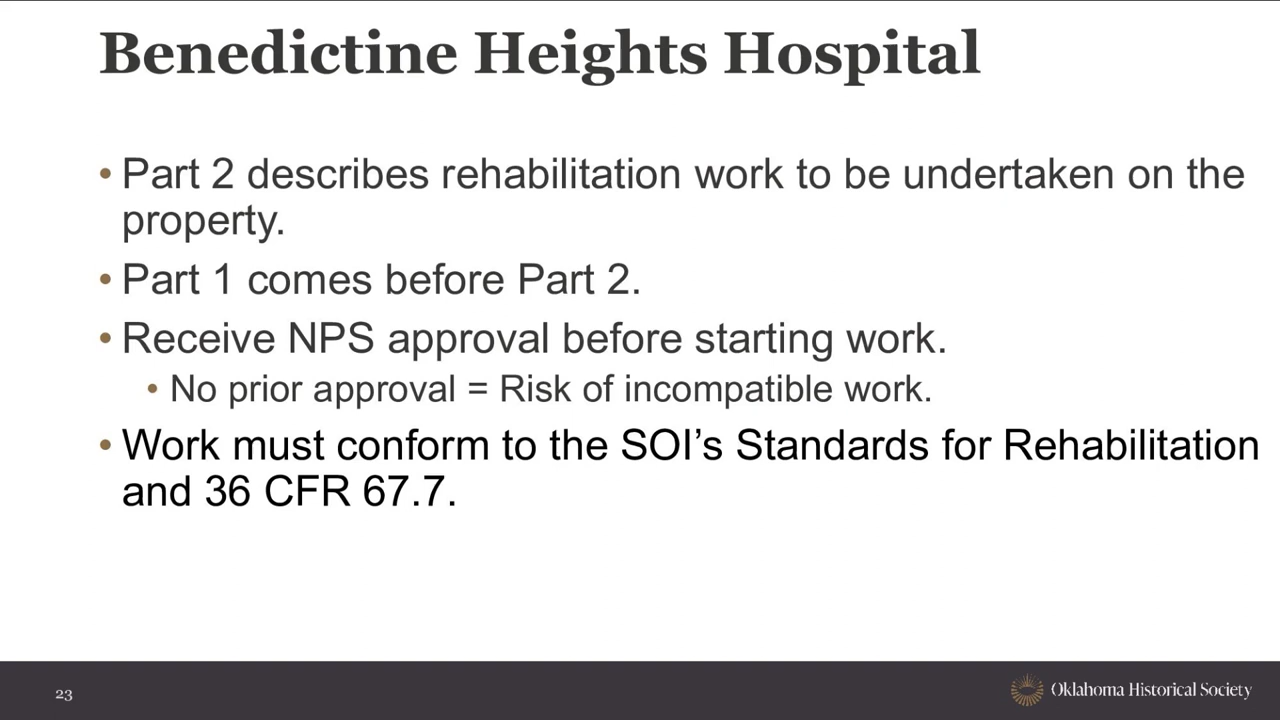 Benedictine Heights Hospital
• Part 2 describes rehabilitation work to be undertaken on the
property.
• Part 1 comes before Part 2.
• Receive NPS approval before starting work.
• No prior approval = Risk of incompatible work.
• Work must conform to the SOI’s Standards for Rehabilitation
and 36 CFR 67.7.
23
Oklahoma Historical Society